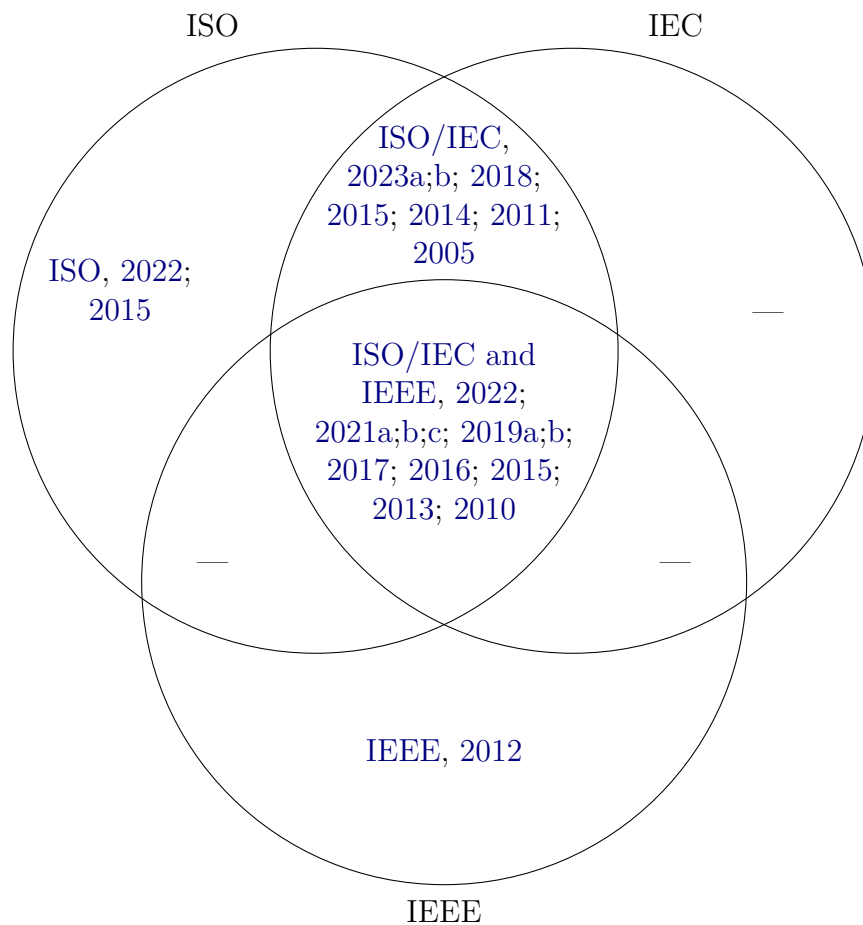 ISO
IEC
ISO/IEC,
2023a;b; 2018;
2015; 2014; 2011;
2005
ISO, 2022;
2015
—
ISO/IEC and
IEEE, 2022;
2021a;b;c; 2019a;b;
2017; 2016; 2015;
2013; 2010
—
—
IEEE, 2012
IEEE